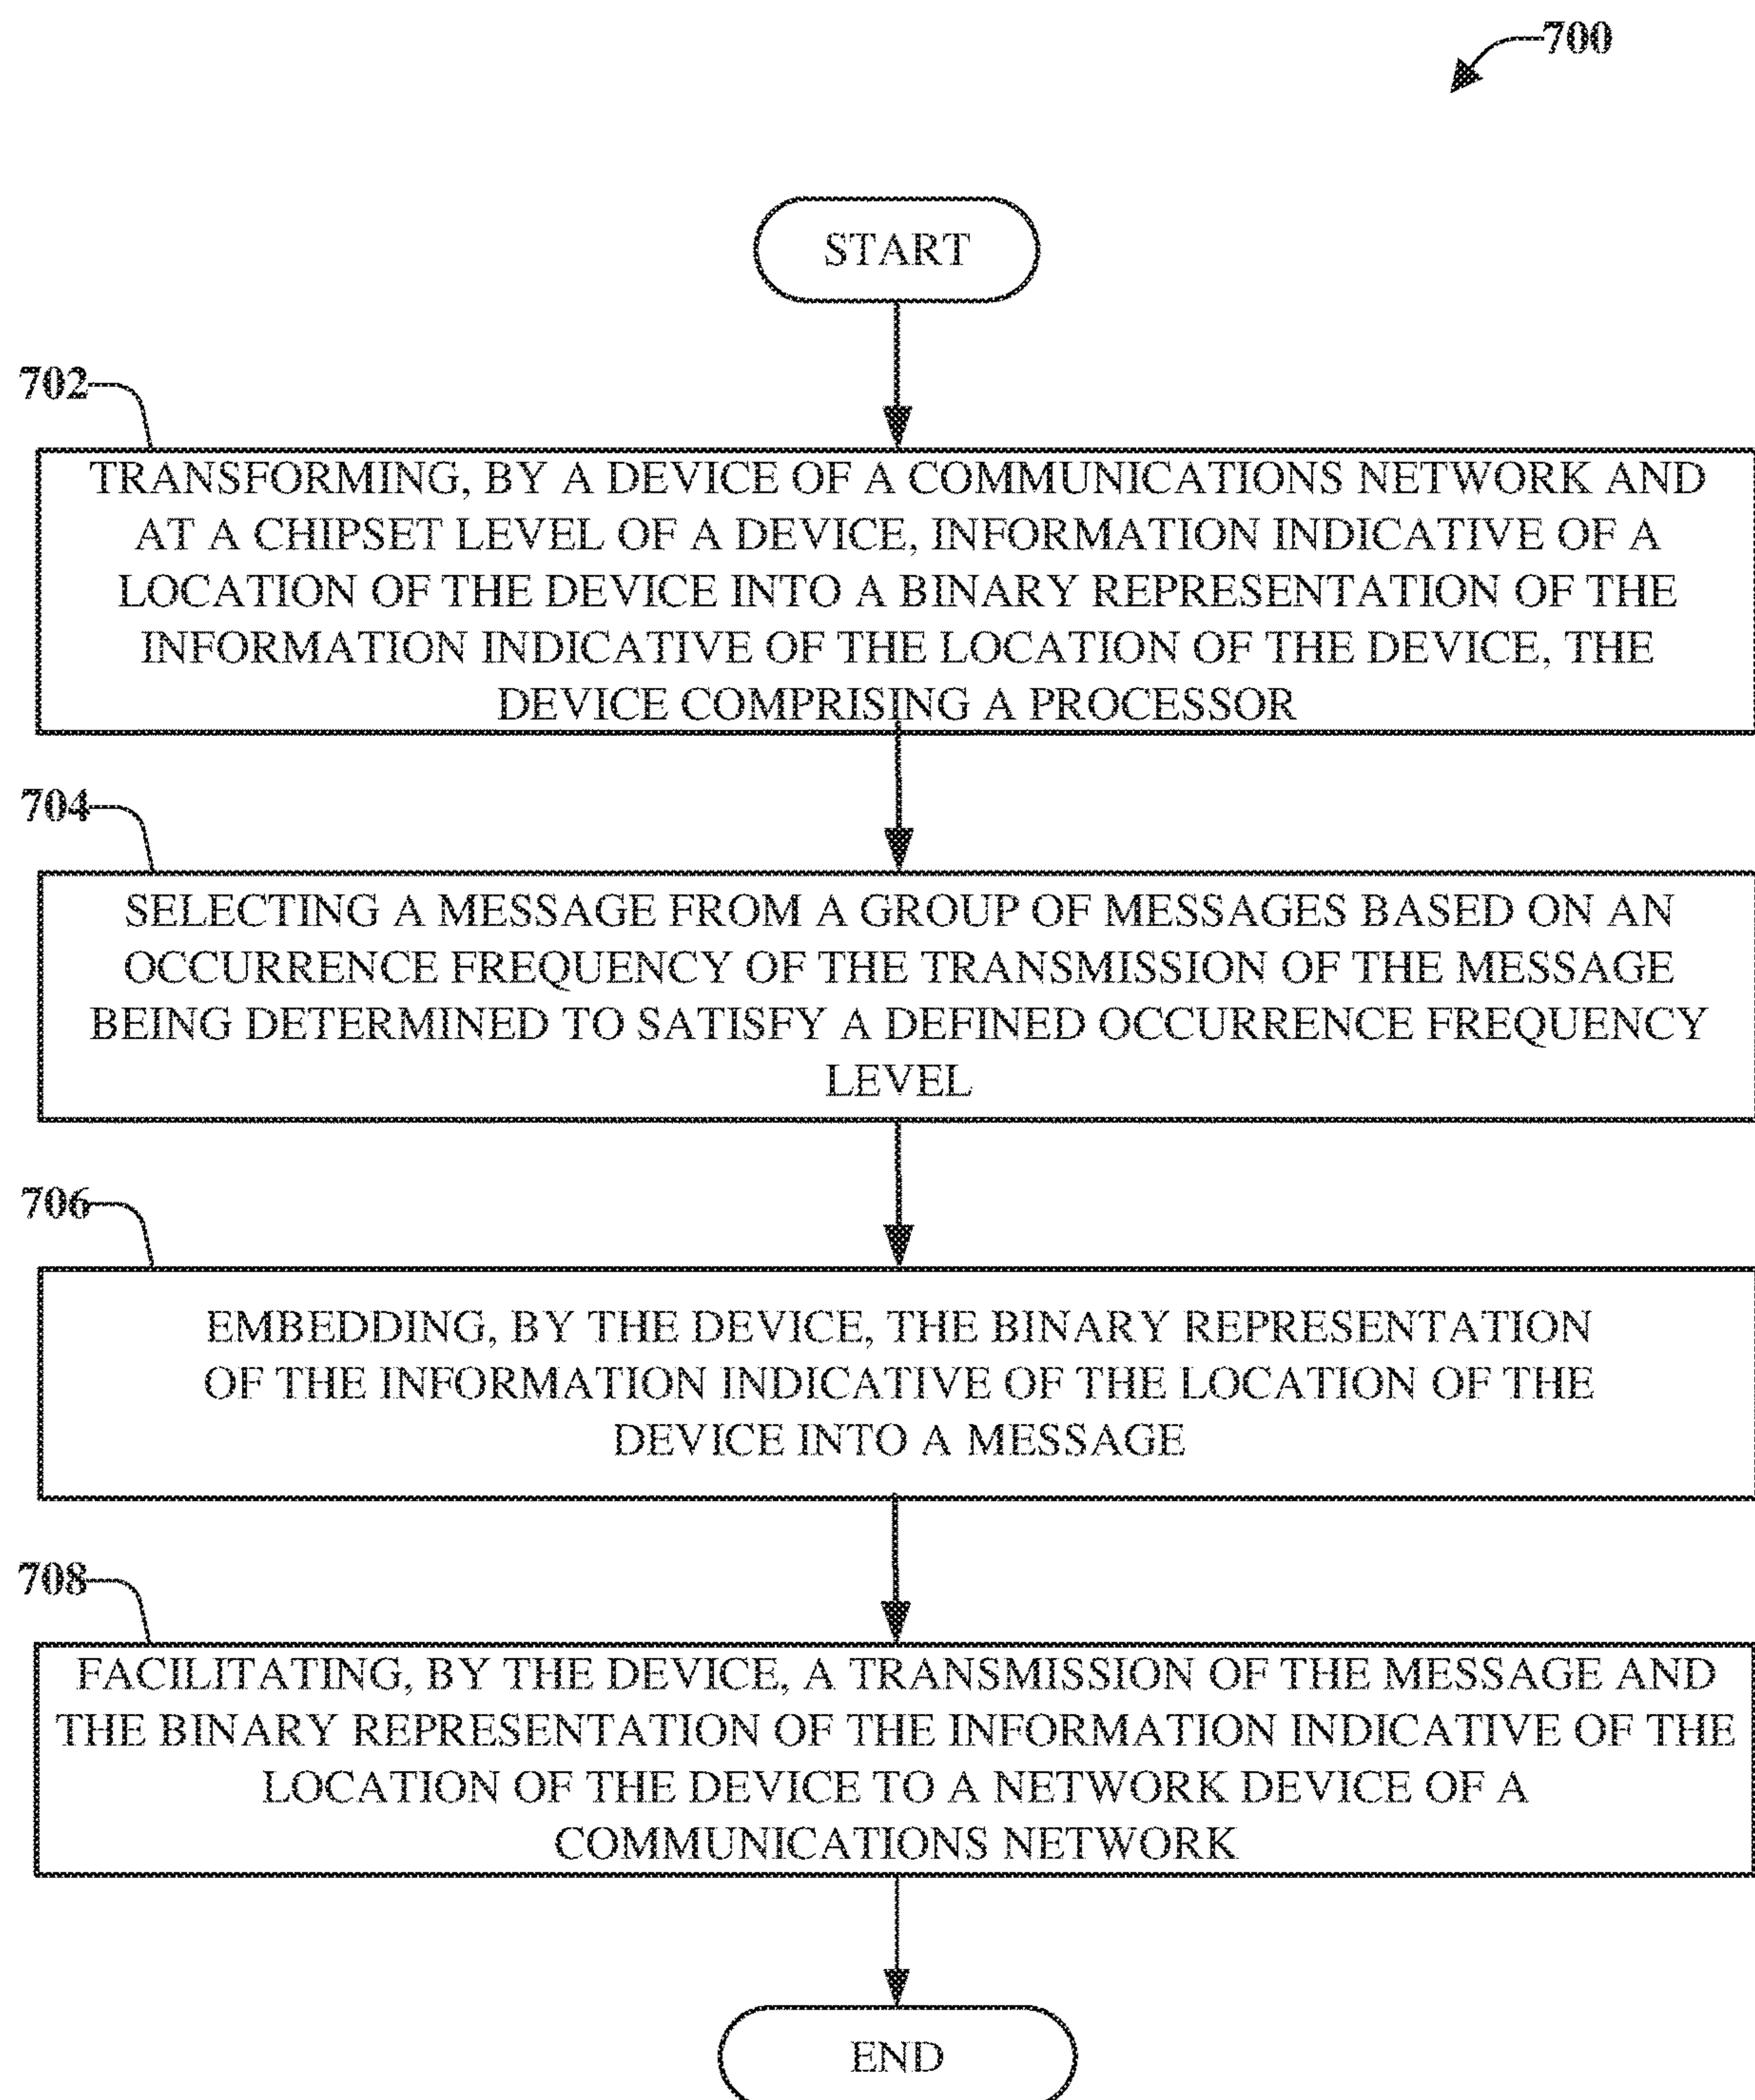 700
START
702
TRANSFORMING, BY A DEVICE OF A COMMUNICATIONS NETWORK AND
AT A CHIPSET LEVEL OF A DEVICE, INFORMATION INDICATIVE OF A
LOCATION OF THE DEVICE INTO A BINARY REPRESENTATION OF THE
INFORMATION INDICATIVE OF THE LOCATION OF THE DEVICE, THE
DEVICE COMPRISING A PROCESSOR
704
SELECTING A MESSAGE FROM A GROUP OF MESSAGES BASED ON AN
OCCURRENCE FREQUENCY OF THE TRANSMISSION OF THE MESSAGE
BEING DETERMINED TO SATISFY A DEFINED OCCURRENCE FREQUENCY
LEVEL
706
EMBEDDING, BY THE DEVICE, THE BINARY REPRESENTATION
OF THE INFORMATION INDICATIVE OF THE LOCATION OF THE
DEVICE INTO A MESSAGE
708
FACILITATING, BY THE DEVICE, A TRANSMISSION OF THE MESSAGE AND
THE BINARY REPRESENTATION OF THE INFORMATION INDICATIVE OF THE
LOCATION OF THE DEVICE TO A NETWORK DEVICE OF A
COMMUNICATIONS NETWORK
END